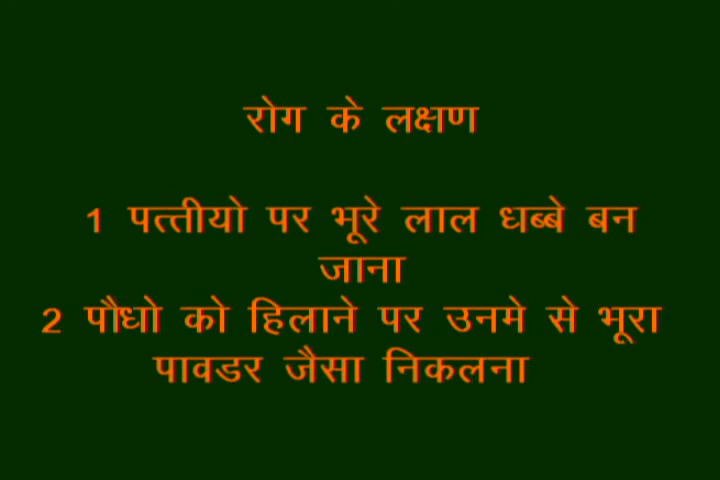 रोग के लक्षण
1 पत्तीयो पर भूरे लाल धब्बे बन
जाना
2 पौधो को हिलाने पर उनमे से भूरा
पावडर जैसा निकलना